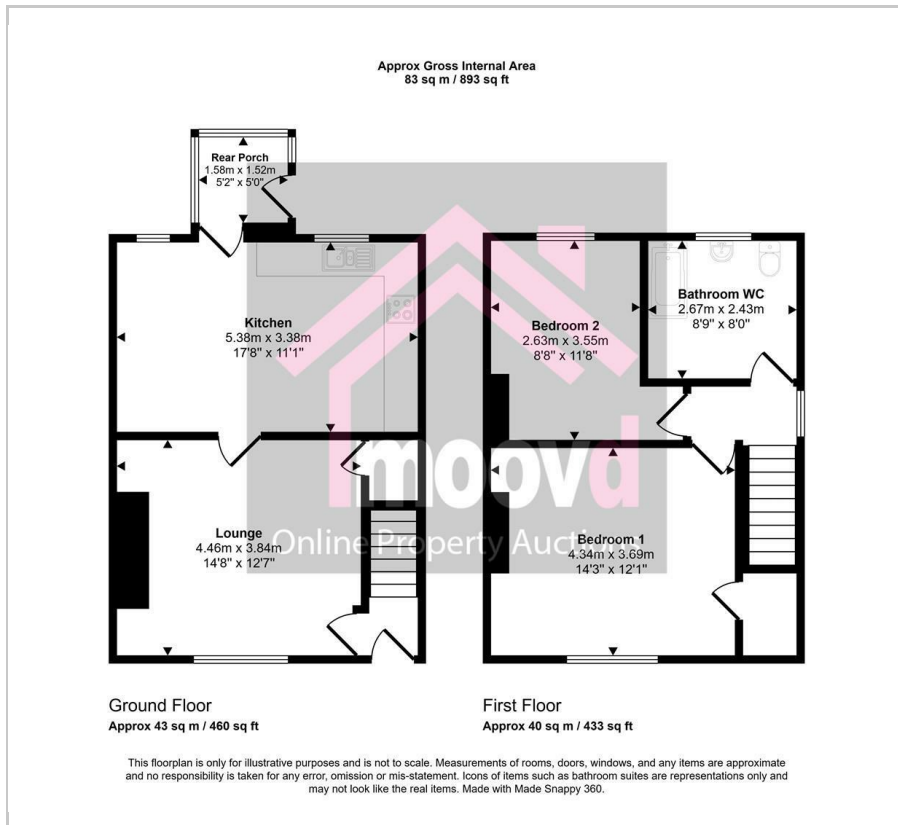 Approx Gross Internal Area
83 sq m / 893 sq ft
Rear Porch
1.58m x 1.52m
5'2" x 5'0"
Kitchen
5.38m x 3.38m
17'8" x 11'1"
Bedroom 2
2.63m x 3.55m
8'8" x 11'8"
Bathroom WC
2.67m x 2.43m
8'9" x 8'0"
moovd
Online Property Auctions
Lounge
4.46m x 3.84m
14'8" x 12'7"
Bedroom 1
4.34m x 3.69m
14'3" x 12'1"
Ground Floor
Approx 43 sq m / 460 sq ft
First Floor
Approx 40 sq m / 433 sq ft
This floorplan is only for illustrative purposes and is not to scale. Measurements of rooms, doors, windows, and any items are approximate
and no responsibility is taken for any error, omission or mis-statement. Icons of items such as bathroom suites are representations only and
may not look like the real items. Made with Made Snappy 360.